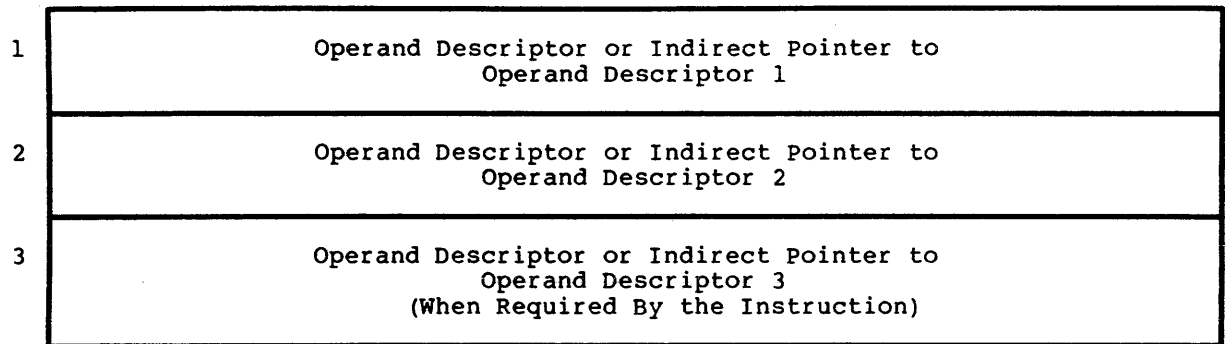 1 Operand Descriptor or Indirect Pointer to
Operand Descriptor 1
2 Operand Descriptor or Indirect Pointer to
Operand Descriptor 2
3 Operand Descriptor or Indirect Pointer to
Operand Descriptor 3
(When Required By the Instruction)